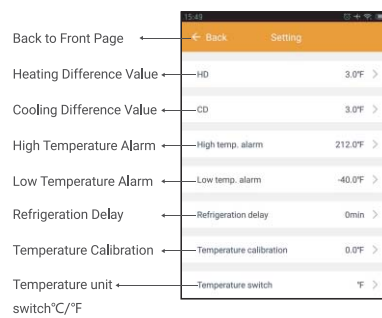 15:49
Back to Front Page
← Back Setting
Heating Difference Value
HD 3.0°F >
Cooling Difference Value
CD 3.0°F >
High Temperature Alarm
High temp. alarm 212.0°F >
Low Temperature Alarm
Low temp. alarm -40.0°F >
Refrigeration Delay
Refrigeration delay 0min >
Temperature Calibration
Temperature calibration 0.0°F >
Temperature unit
switch℃/°F
Temperature switch °F >